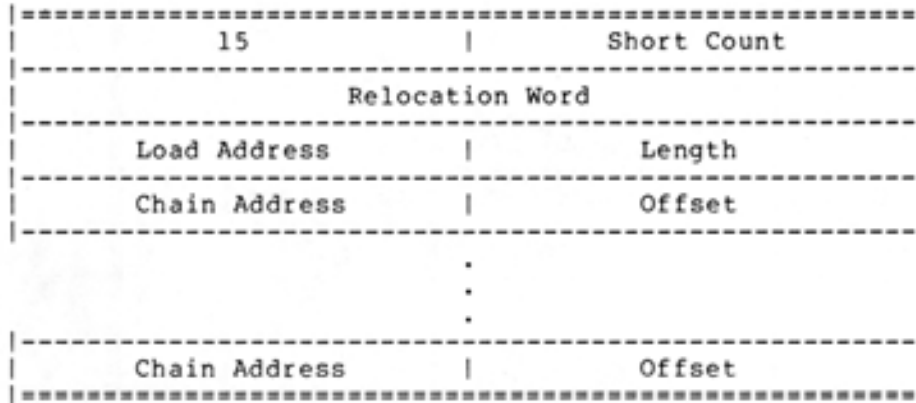 15 | Short Count
Relocation Word
Load Address | Length
Chain Address | Offset
.
.
.
Chain Address | Offset